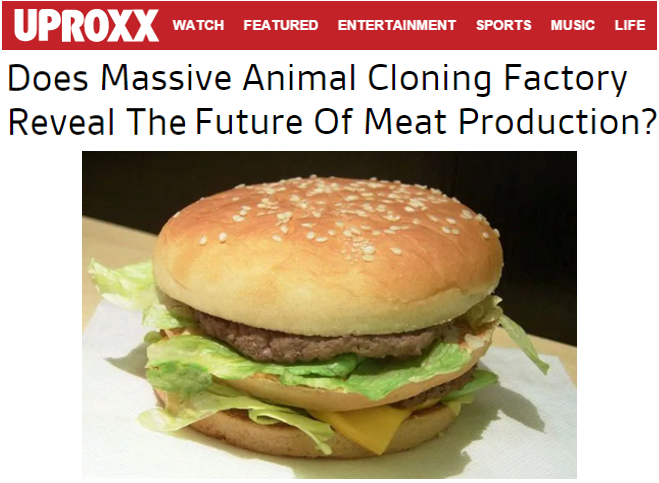 UPROXX WATCH FEATURED ENTERTAINMENT SPORTS MUSIC LIFE
Does Massive Animal Cloning Factory
Reveal The Future Of Meat Production?